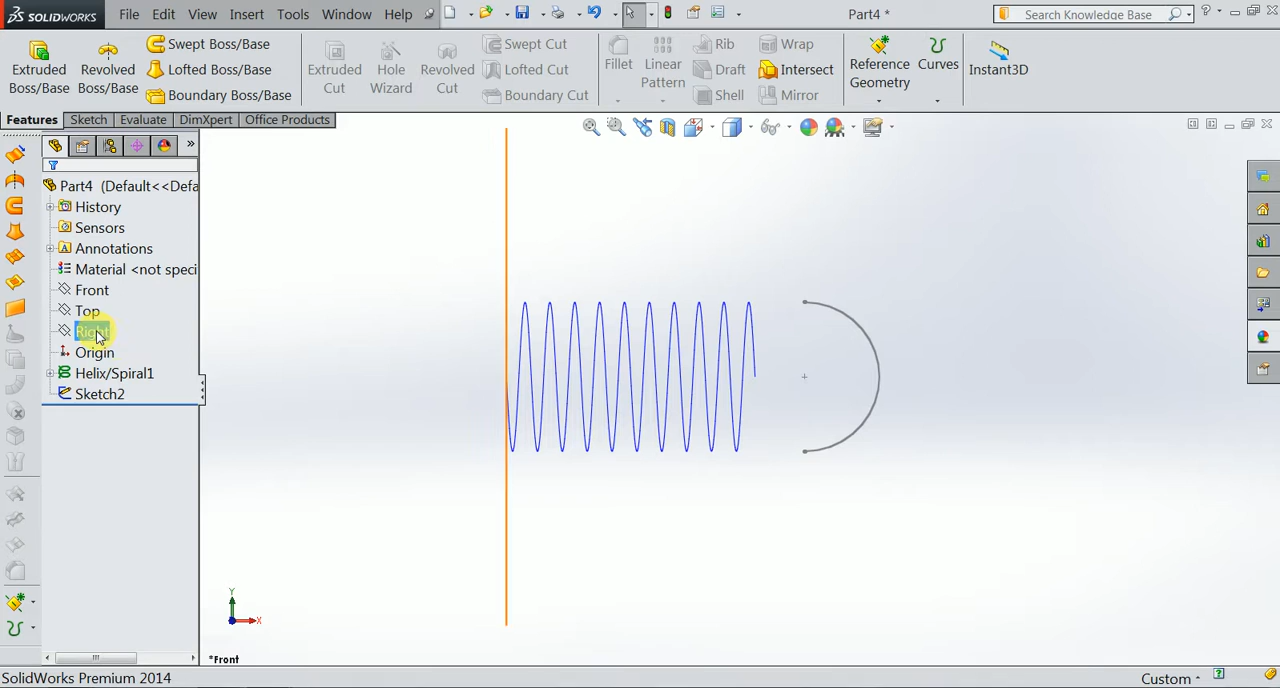 SOLIDWORKS File Edit View Insert Tools Window Help Part4 * Search Knowledge Base ?
Extruded Boss/Base
Revolved Boss/Base
Swept Boss/Base
Lofted Boss/Base
Boundary Boss/Base
Extruded Cut
Hole Wizard
Revolved Cut
Swept Cut
Lofted Cut
Boundary Cut
Fillet
Linear Pattern
Rib
Draft
Shell
Wrap
Intersect
Mirror
Reference Geometry
Curves
Instant3D
Features Sketch Evaluate DimXpert Office Products
Part4 (Default<<Defa
History
Sensors
Annotations
Material <not speci
Front
Top
Right
Origin
Helix/Spiral1
Sketch2
Y
X
*Front
SolidWorks Premium 2014 Custom